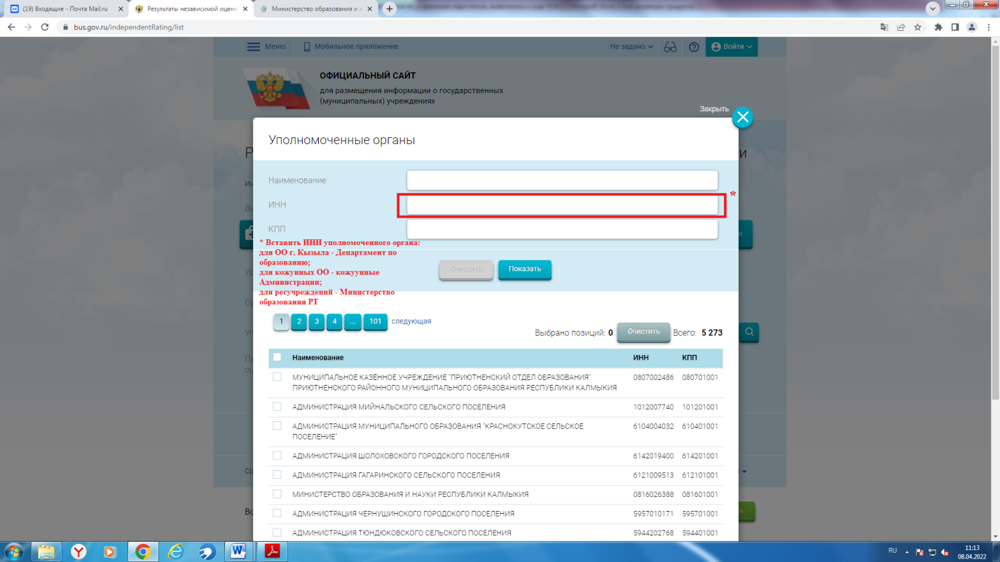 (19) Входящие - Почта Mail.ru
Результаты независимой оценк
Министерство образования и н
bus.gov.ru/independentRating/list
Меню
Мобильное приложение
Не задано
Войти
ОФИЦИАЛЬНЫЙ САЙТ
для размещения информации о государственных
(муниципальных) учреждениях
Закрыть
Уполномоченные органы
Наименование
ИНН
*
КПП
* Вставить ИНН уполномоченного органа:
для ОО г. Кызыла - Департамент по
образованию;
для кожунных ОО - кожуунные
Администрации;
для ресучреждений - Министерство
образования РТ
Очистить
Показать
1 2 3 4 ... 101 следующая
Выбрано позиций: 0 Очистить Всего: 5 273
Наименование ИНН КПП
МУНИЦИПАЛЬНОЕ КАЗЁННОЕ УЧРЕЖДЕНИЕ "ПРИЮТНЕНСКИЙ ОТДЕЛ ОБРАЗОВАНИЯ" 0807002486 080701001
ПРИЮТНЕНСКОГО РАЙОННОГО МУНИЦИПАЛЬНОГО ОБРАЗОВАНИЯ РЕСПУБЛИКИ КАЛМЫКИЯ
АДМИНИСТРАЦИЯ МИЙНАЛЬСКОГО СЕЛЬСКОГО ПОСЕЛЕНИЯ 1012007740 101201001
АДМИНИСТРАЦИЯ МУНИЦИПАЛЬНОГО ОБРАЗОВАНИЯ "КРАСНОКУТСКОЕ СЕЛЬСКОЕ 6104004032 610401001
ПОСЕЛЕНИЕ"
АДМИНИСТРАЦИЯ ШОЛОХОВСКОГО ГОРОДСКОГО ПОСЕЛЕНИЯ 6142019400 614201001
АДМИНИСТРАЦИЯ ГАГАРИНСКОГО СЕЛЬСКОГО ПОСЕЛЕНИЯ 6121009513 612101001
МИНИСТЕРСТВО ОБРАЗОВАНИЯ И НАУКИ РЕСПУБЛИКИ КАЛМЫКИЯ 0816026388 081601001
АДМИНИСТРАЦИЯ ЧЕРНУШИНСКОГО ГОРОДСКОГО ПОСЕЛЕНИЯ 5957010171 595701001
АДМИНИСТРАЦИЯ ТЮНДЮКОВСКОГО СЕЛЬСКОГО ПОСЕЛЕНИЯ 5944202768 594401001
RU
11:13
08.04.2022